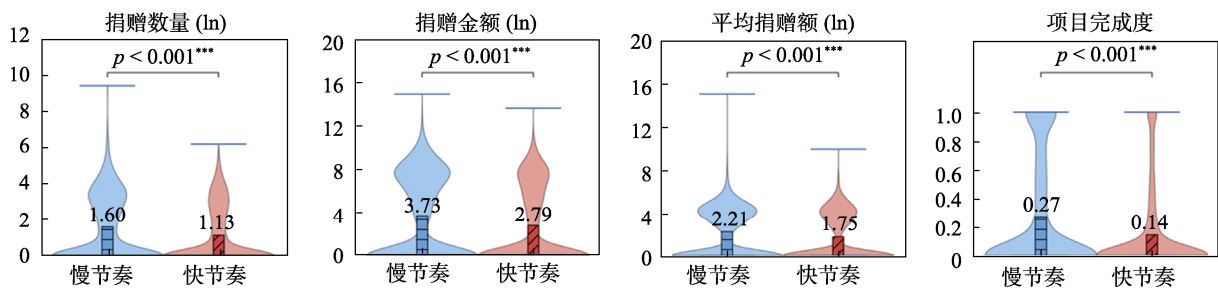 捐赠数量 (ln)
12
10
8
6
4
2
0
p < 0.001***
1.60
1.13
慢节奏
快节奏
捐赠金额 (ln)
20
16
12
8
4
0
p < 0.001***
3.73
2.79
慢节奏
快节奏
平均捐赠额 (ln)
20
16
12
8
4
0
p < 0.001***
2.21
1.75
慢节奏
快节奏
项目完成度
1.0
0.8
0.6
0.4
0.2
0
p < 0.001***
0.27
0.14
慢节奏
快节奏